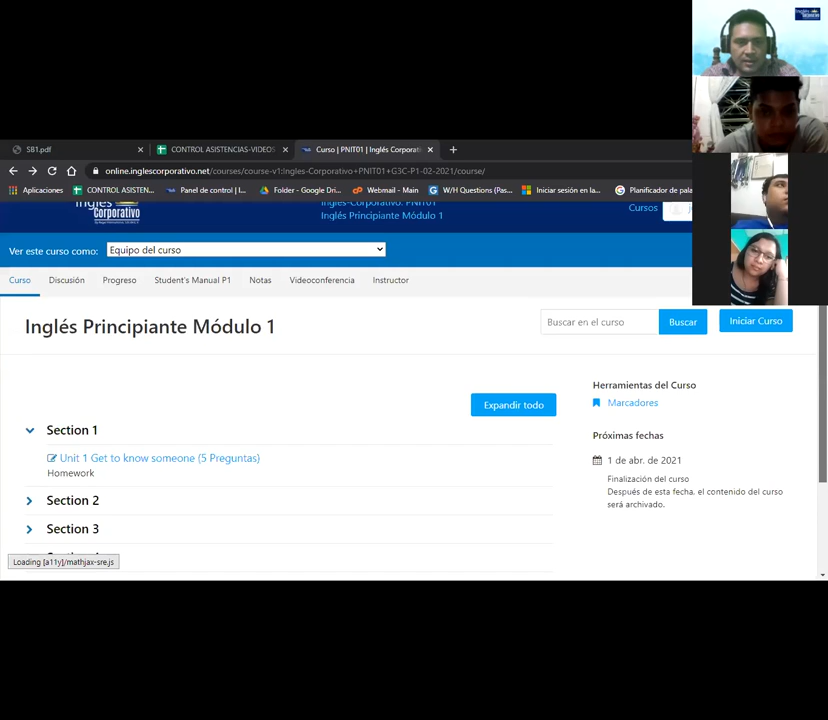 SB1.pdf
CONTROL ASISTENCIAS-VIDEOS
Curso | PNIT01 | Inglés Corporati
online.inglescorporativo.net/courses/course-v1:Ingles-Corporativo+PNIT01+G3C-P1-02-2021/course/
Aplicaciones
CONTROL ASISTEN...
Panel de control | I...
Folder - Google Dri...
Webmail - Main
W/H Questions (Pas...
Iniciar sesión en la...
Planificador de pala
Inglés
Corporativo
Ingles-Corporativo: PNIT01
Inglés Principiante Módulo 1
Cursos
Ver este curso como:
Equipo del curso
Curso
Discusión
Progreso
Student's Manual P1
Notas
Videoconferencia
Instructor
Inglés Principiante Módulo 1
Buscar en el curso
Buscar
Iniciar Curso
Expandir todo
Herramientas del Curso
Marcadores
Section 1
Próximas fechas
Unit 1 Get to know someone (5 Preguntas)
1 de abr. de 2021
Homework
Finalización del curso
Después de esta fecha, el contenido del curso
será archivado.
Section 2
Section 3
Loading [a11y]/mathjax-sre.js